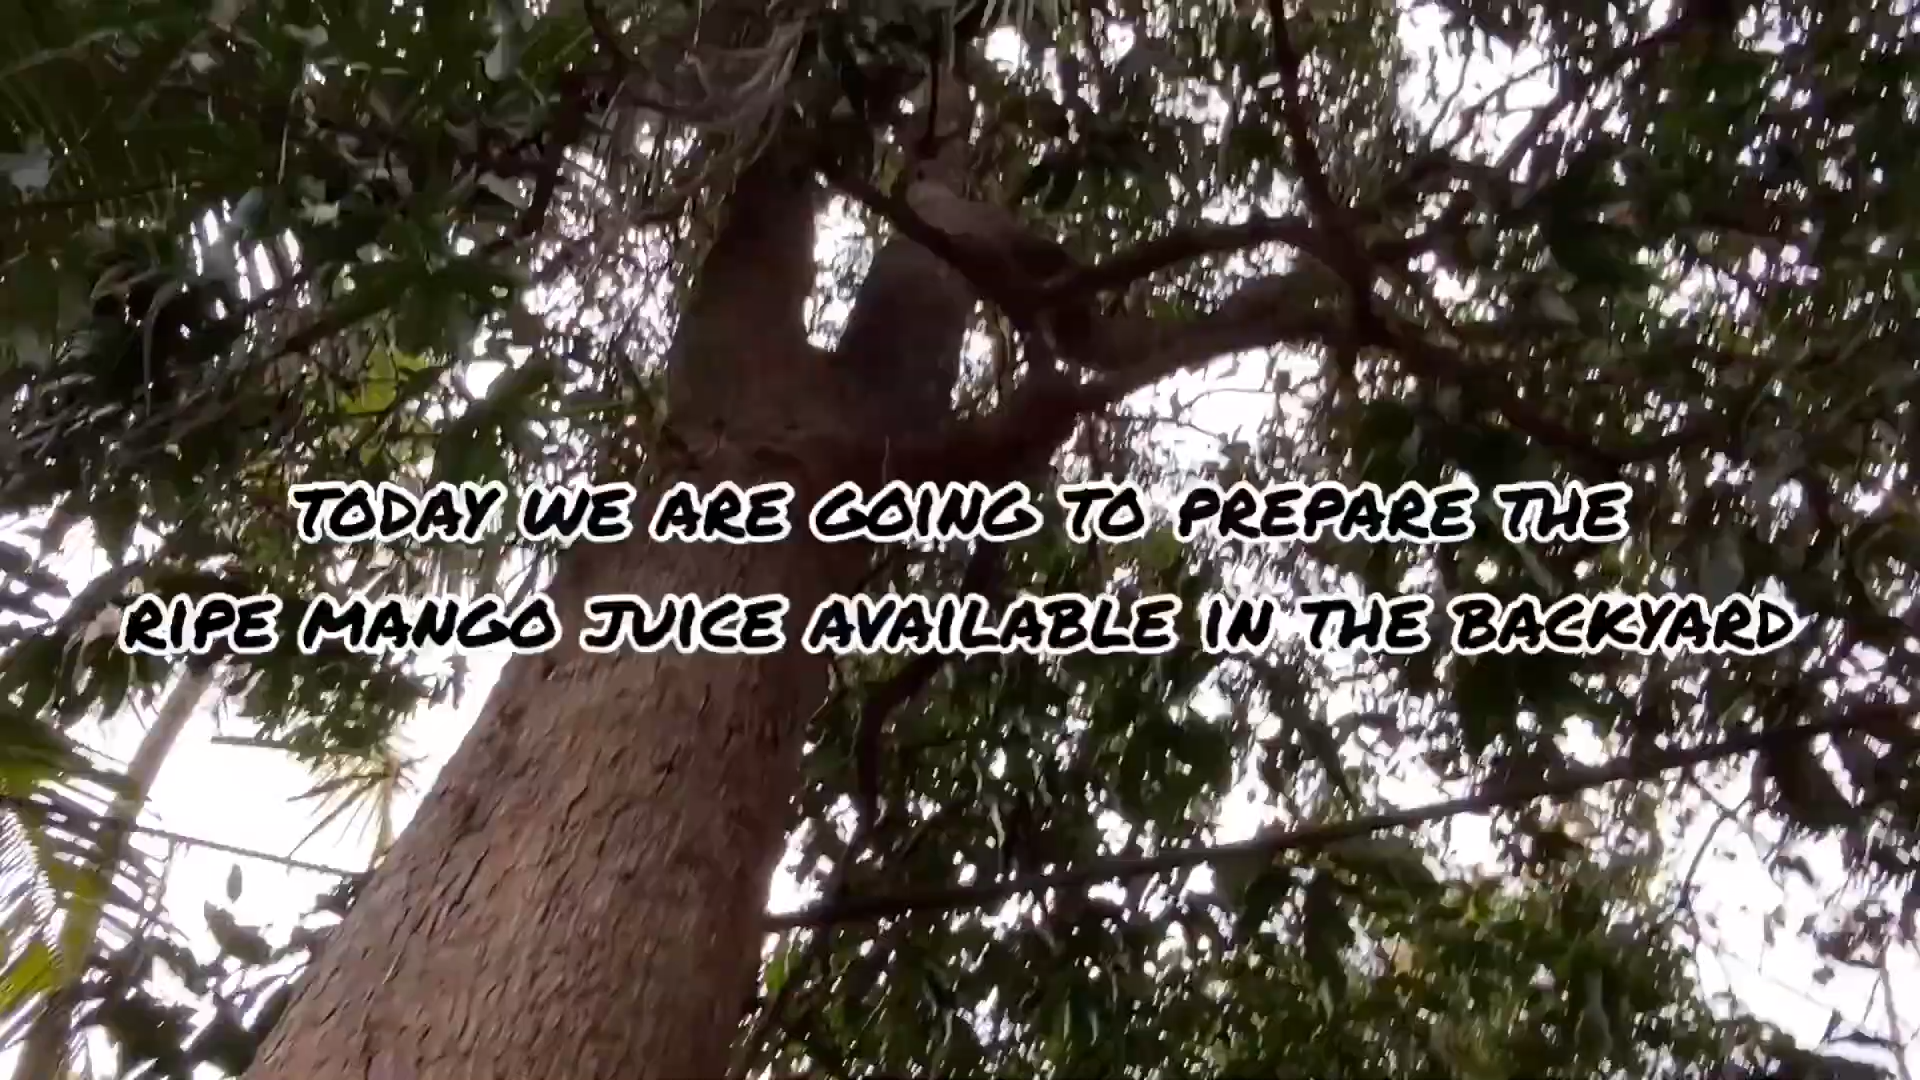 TODAY WE ARE GOING TO PREPARE THE
RIPE MANGO JUICE AVAILABLE IN THE BACKYARD